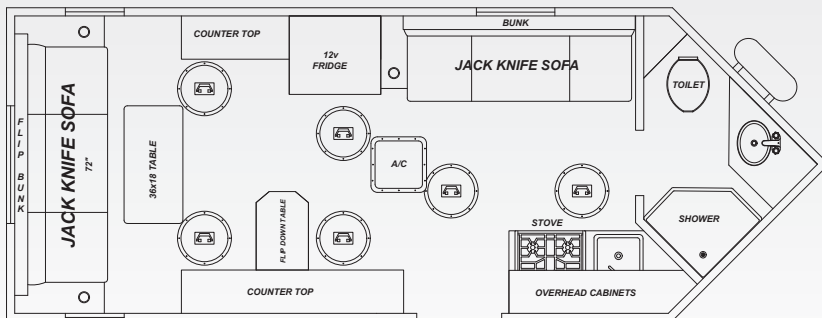 COUNTER TOP
12v
FRIDGE
BUNK
JACK KNIFE SOFA
TOILET
FLIP BUNK
JACK KNIFE SOFA
72"
36x18 TABLE
A/C
FLIP DOWN TABLE
STOVE
SHOWER
COUNTER TOP
OVERHEAD CABINETS